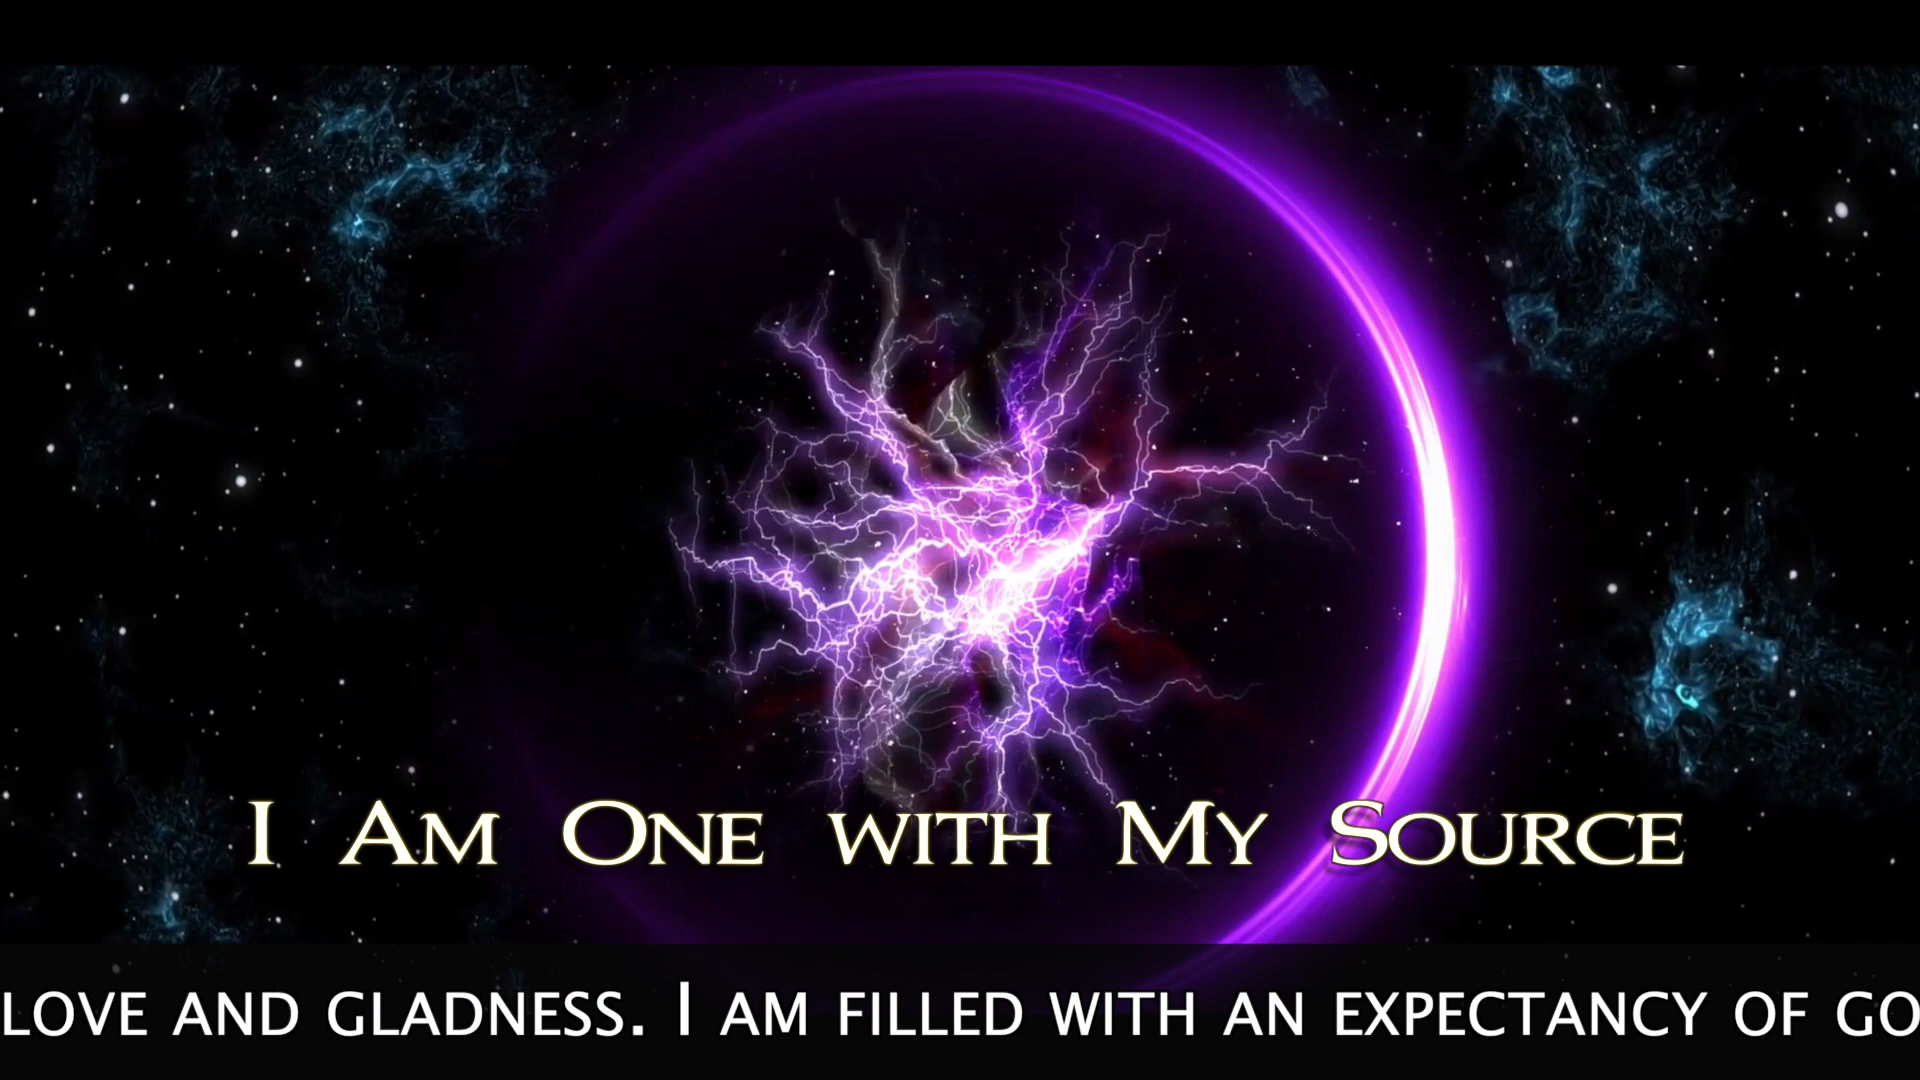 I Am One with My Source
LOVE AND GLADNESS. I AM FILLED WITH AN EXPECTANCY OF